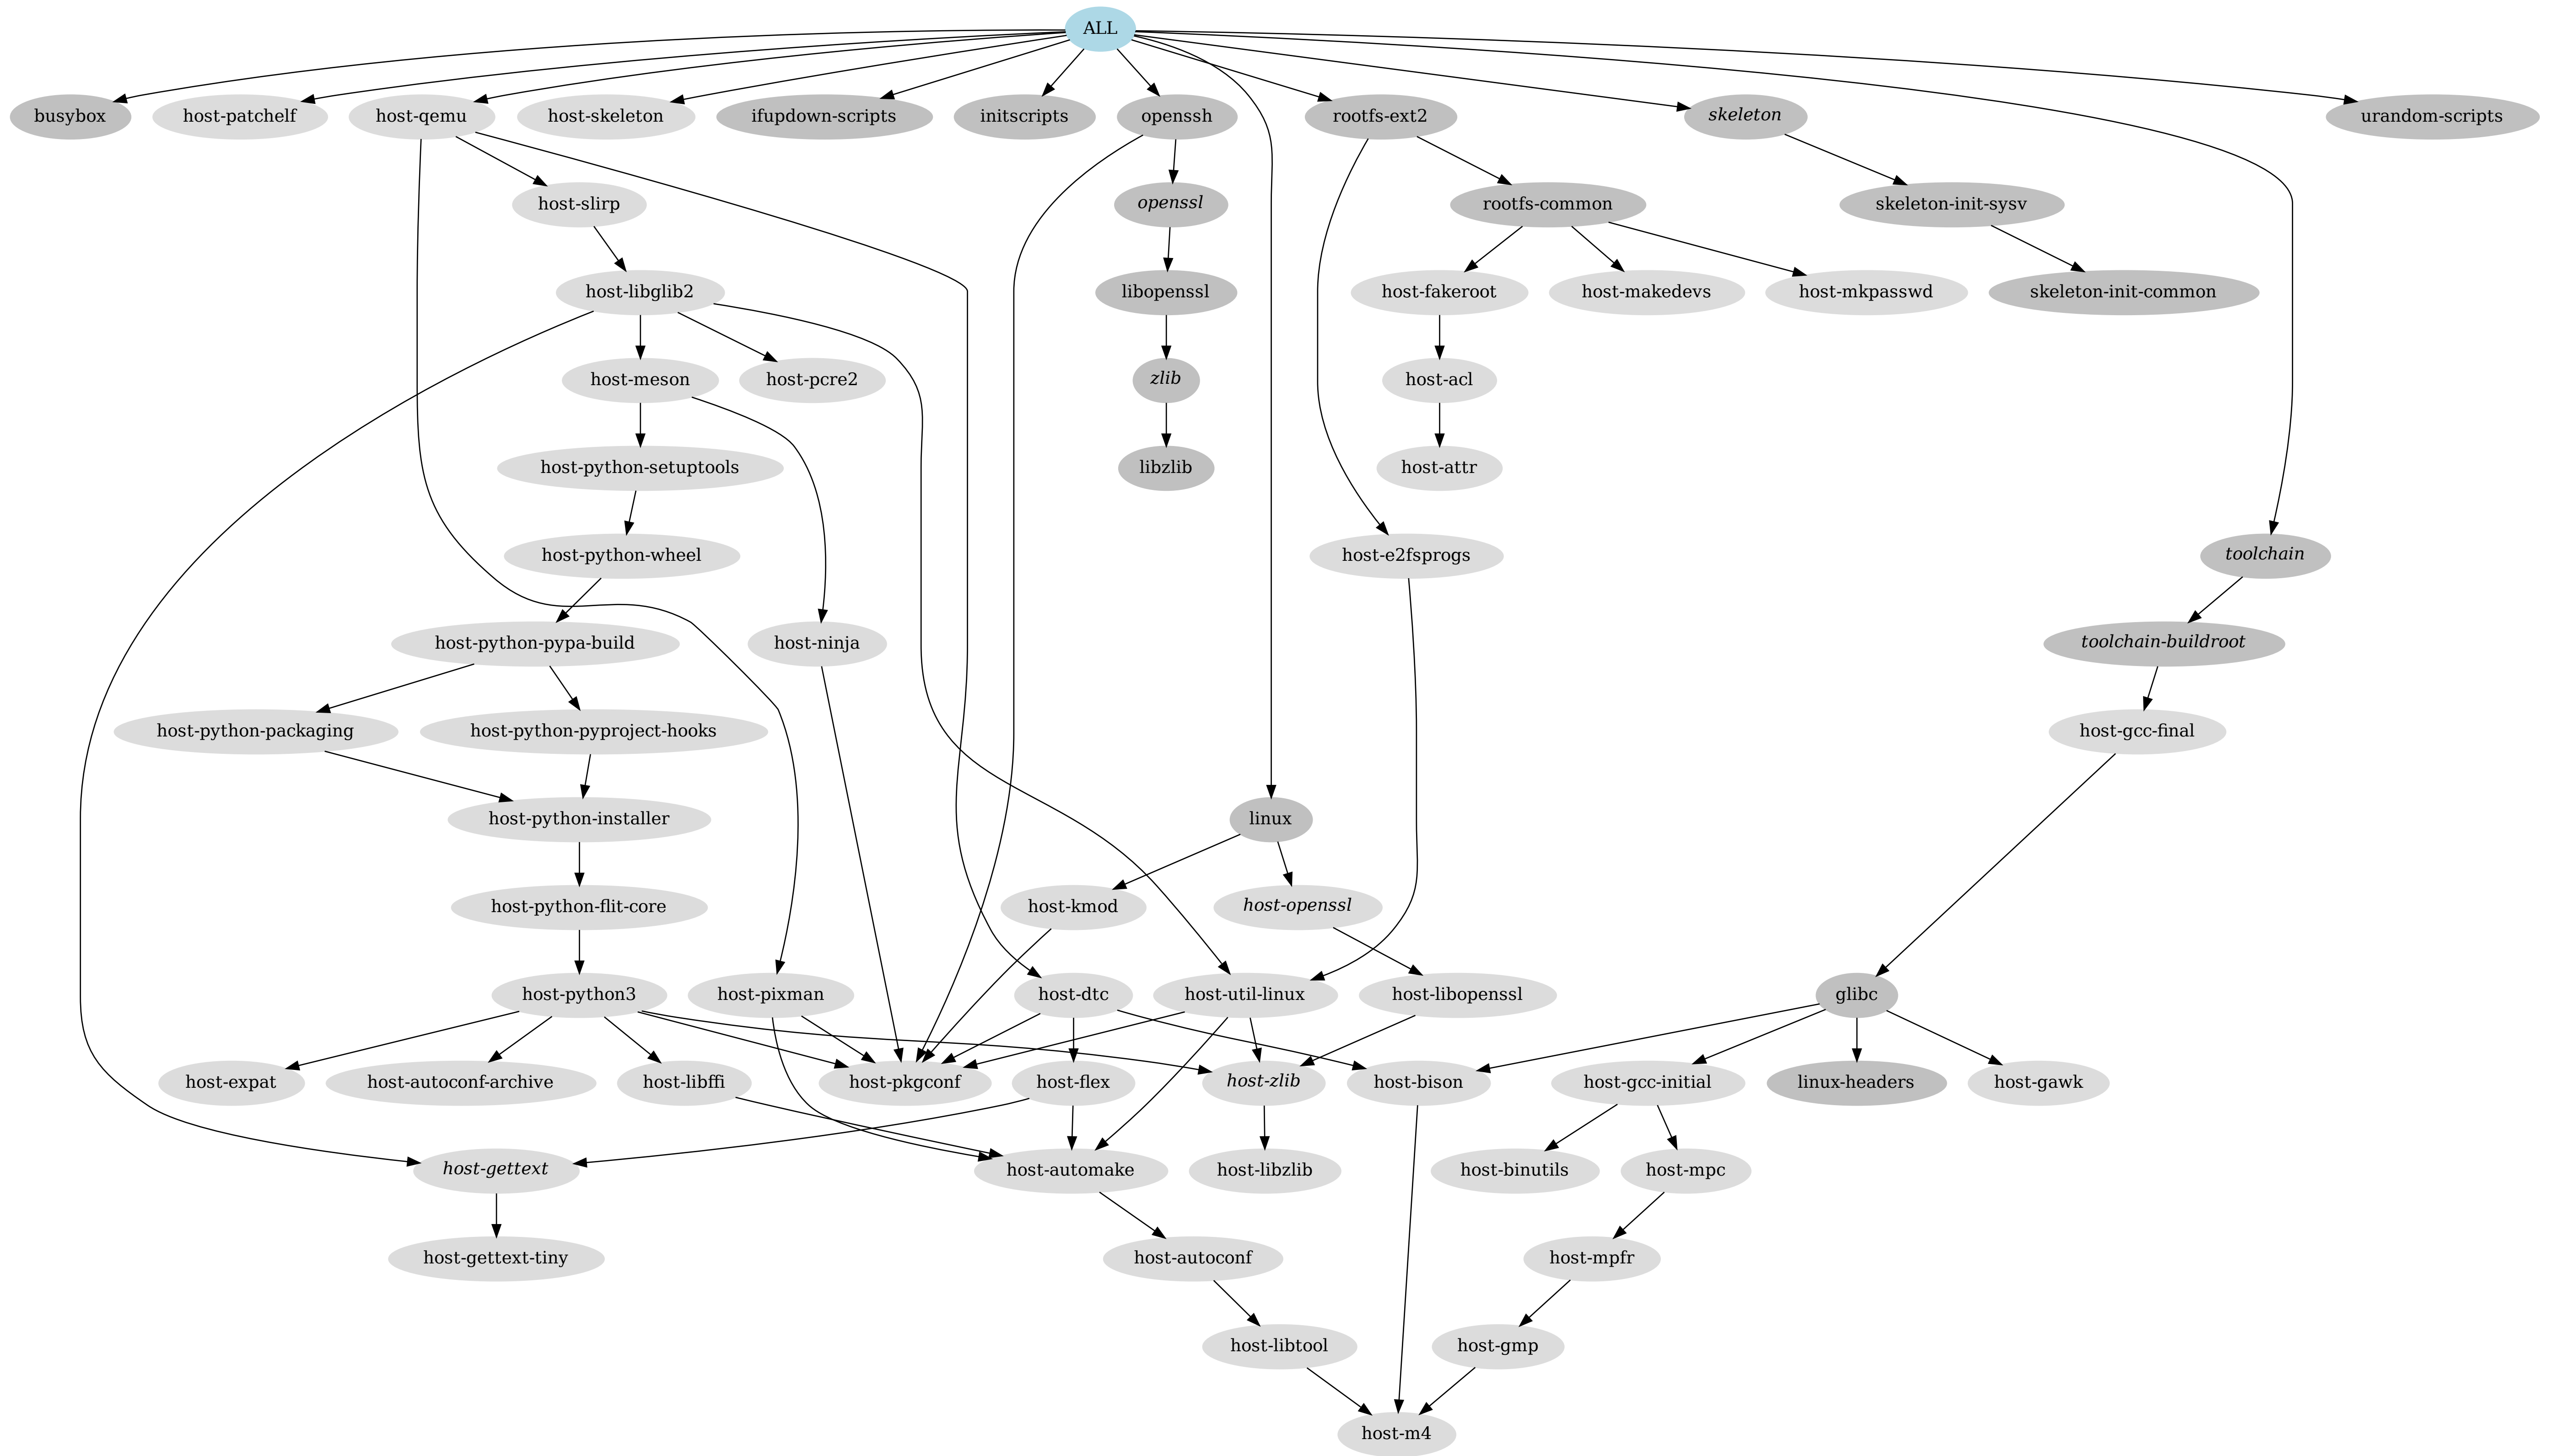 ALL
busybox
host-patchelf
host-qemu
host-skeleton
ifupdown-scripts
initscripts
openssh
rootfs-ext2
skeleton
urandom-scripts
host-slirp
openssl
rootfs-common
skeleton-init-sysv
host-libglib2
libopenssl
host-fakeroot
host-makedevs
host-mkpasswd
skeleton-init-common
host-meson
host-pcre2
zlib
host-acl
host-python-setuptools
libzlib
host-attr
host-python-wheel
host-e2fsprogs
toolchain
host-python-pypa-build
host-ninja
toolchain-buildroot
host-python-packaging
host-python-pyproject-hooks
host-gcc-final
host-python-installer
linux
host-python-flit-core
host-kmod
host-openssl
host-python3
host-pixman
host-dtc
host-util-linux
host-libopenssl
glibc
host-expat
host-autoconf-archive
host-libffi
host-pkgconf
host-flex
host-zlib
host-bison
host-gcc-initial
linux-headers
host-gawk
host-gettext
host-automake
host-libzlib
host-binutils
host-mpc
host-gettext-tiny
host-autoconf
host-mpfr
host-libtool
host-gmp
host-m4